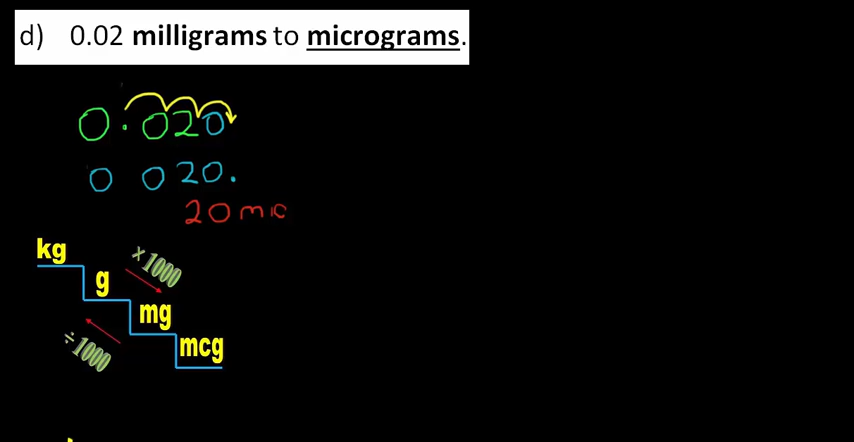 d) 0.02 milligrams to micrograms.
0.020
0 020.
20 mic
kg
× 1000
g
mg
÷ 1000
mcg